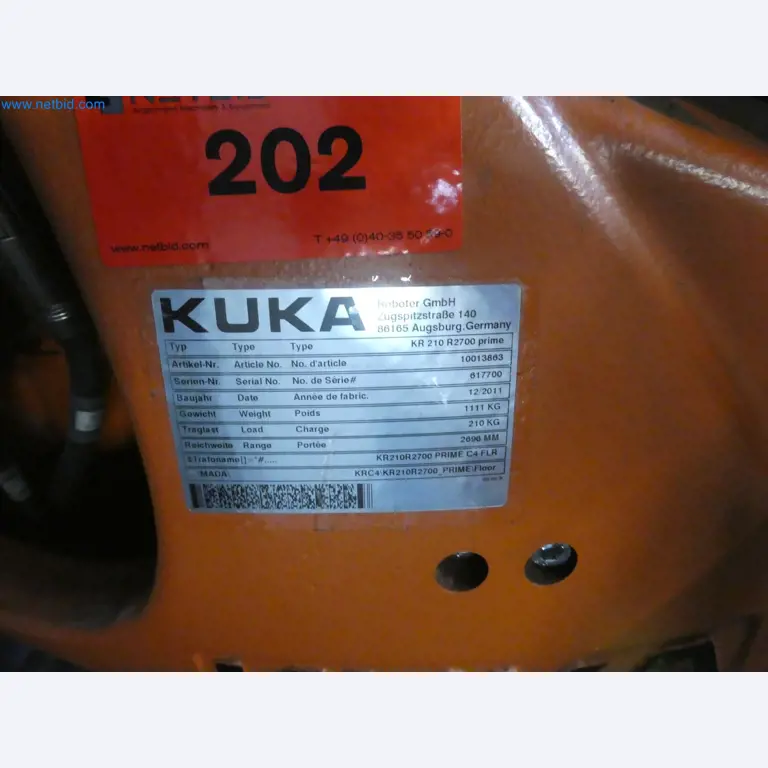 www.netbid.com
202
www.netbid.com T +49 (0)40-35 50 59-0
KUKA Roboter GmbH
Zugspitzstraße 140
86165 Augsburg.Germany
Typ Type Type KR 210 R2700 prime
Artikel-Nr. Article No. No. d'article 10013863
Serien-Nr. Serial No. No. de Série# 617700
Baujahr Date Année de fabric. 12/2011
Gewicht Weight Poids 1111 KG
Traglast Load Charge 210 KG
Reichweite Range Portée 2696 MM
$Trafoname[]="#..... KR210R2700 PRIME C4 FLR
MADA: KRC4\KR210R2700_PRIME\Floor